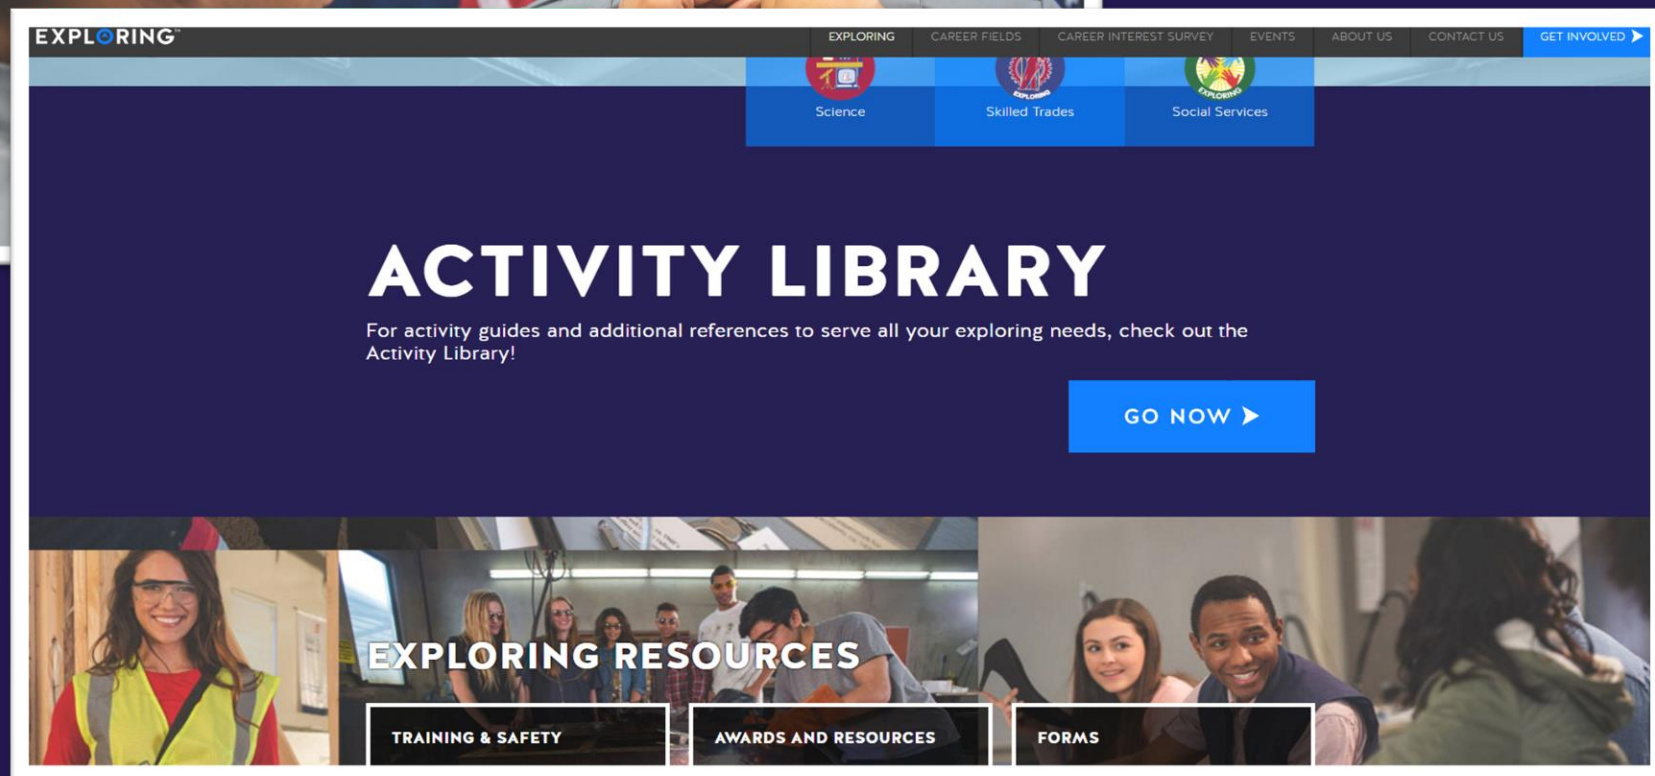 EXPLORING™
EXPLORING
CAREER FIELDS
CAREER INTEREST SURVEY
EVENTS
ABOUT US
CONTACT US
GET INVOLVED
EXPLORING
EXPLORING
Science
Skilled Trades
Social Services
ACTIVITY LIBRARY
For activity guides and additional references to serve all your exploring needs, check out the
Activity Library!
GO NOW
EXPLORING RESOURCES
TRAINING & SAFETY
AWARDS AND RESOURCES
FORMS